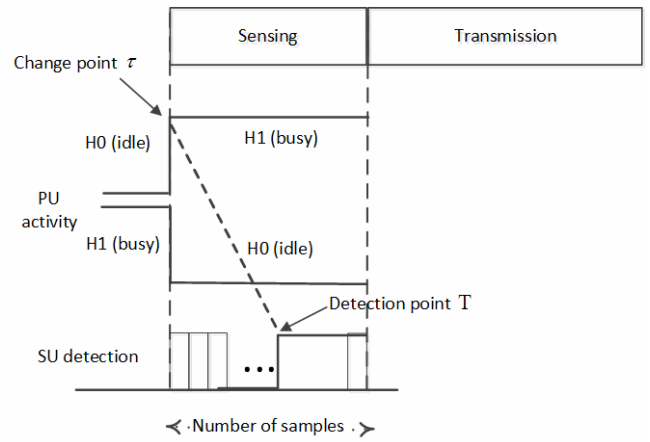 Sensing
Transmission
Change point τ
H0 (idle)
H1 (busy)
PU
activity
H1 (busy)
H0 (idle)
Detection point T
SU detection
...
Number of samples